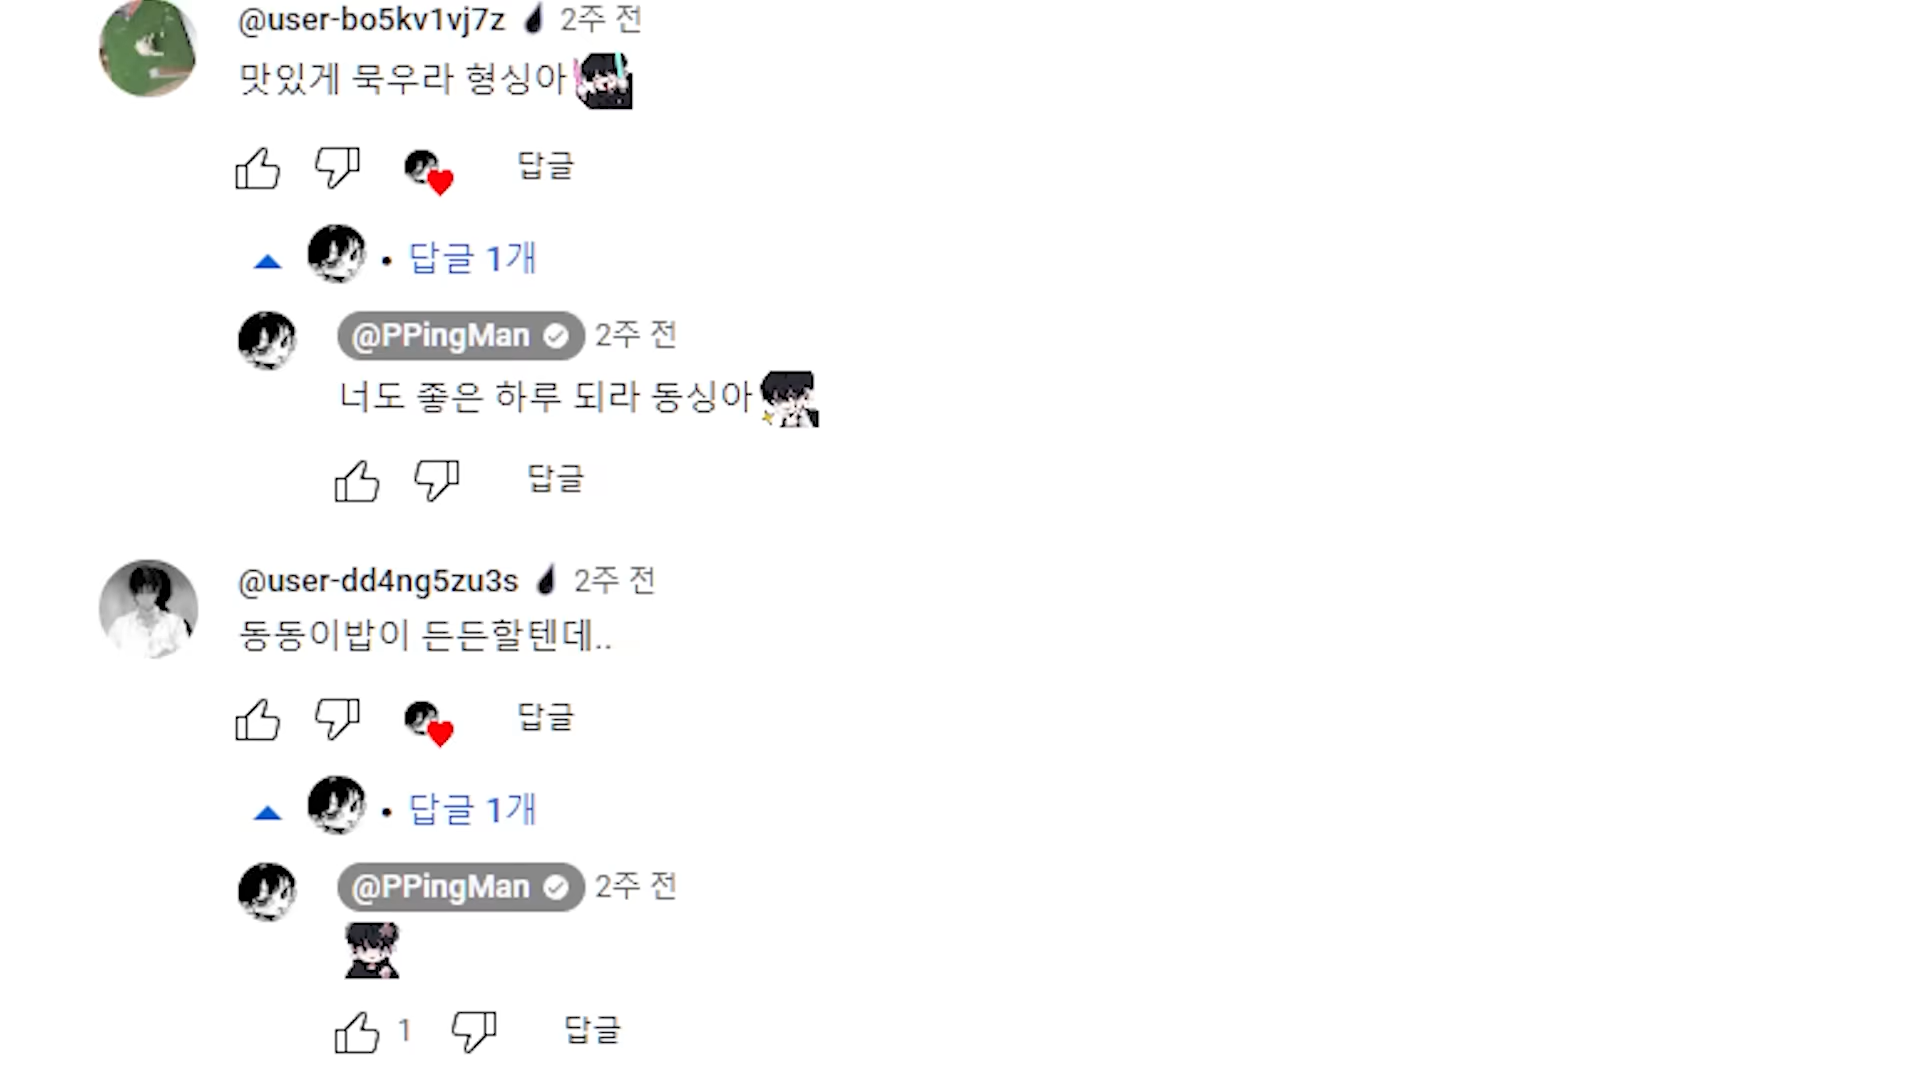 @user-bo5kv1vj7z 2주 전
맛있게 묵우라 형싱아
답글
• 답글 1개
@PPingMan 2주 전
너도 좋은 하루 되라 동싱아
답글
@user-dd4ng5zu3s 2주 전
동동이밥이 든든할텐데..
답글
• 답글 1개
@PPingMan 2주 전
1 답글